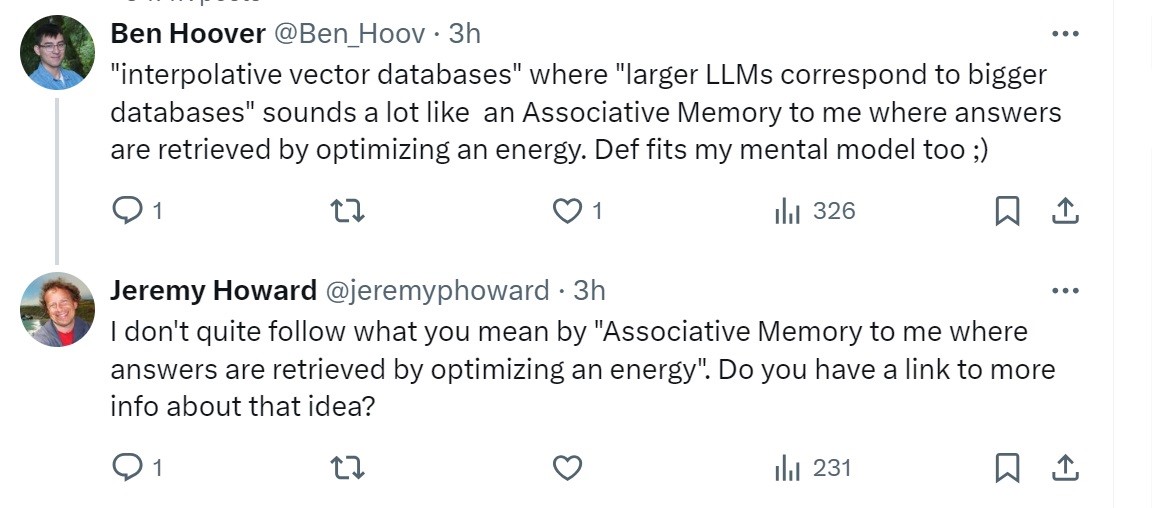 Ben Hoover @Ben_Hoov · 3h
"interpolative vector databases" where "larger LLMs correspond to bigger
databases" sounds a lot like  an Associative Memory to me where answers
are retrieved by optimizing an energy. Def fits my mental model too ;)
1 1 326
Jeremy Howard @jeremyphoward · 3h
I don't quite follow what you mean by "Associative Memory to me where
answers are retrieved by optimizing an energy". Do you have a link to more
info about that idea?
1 231